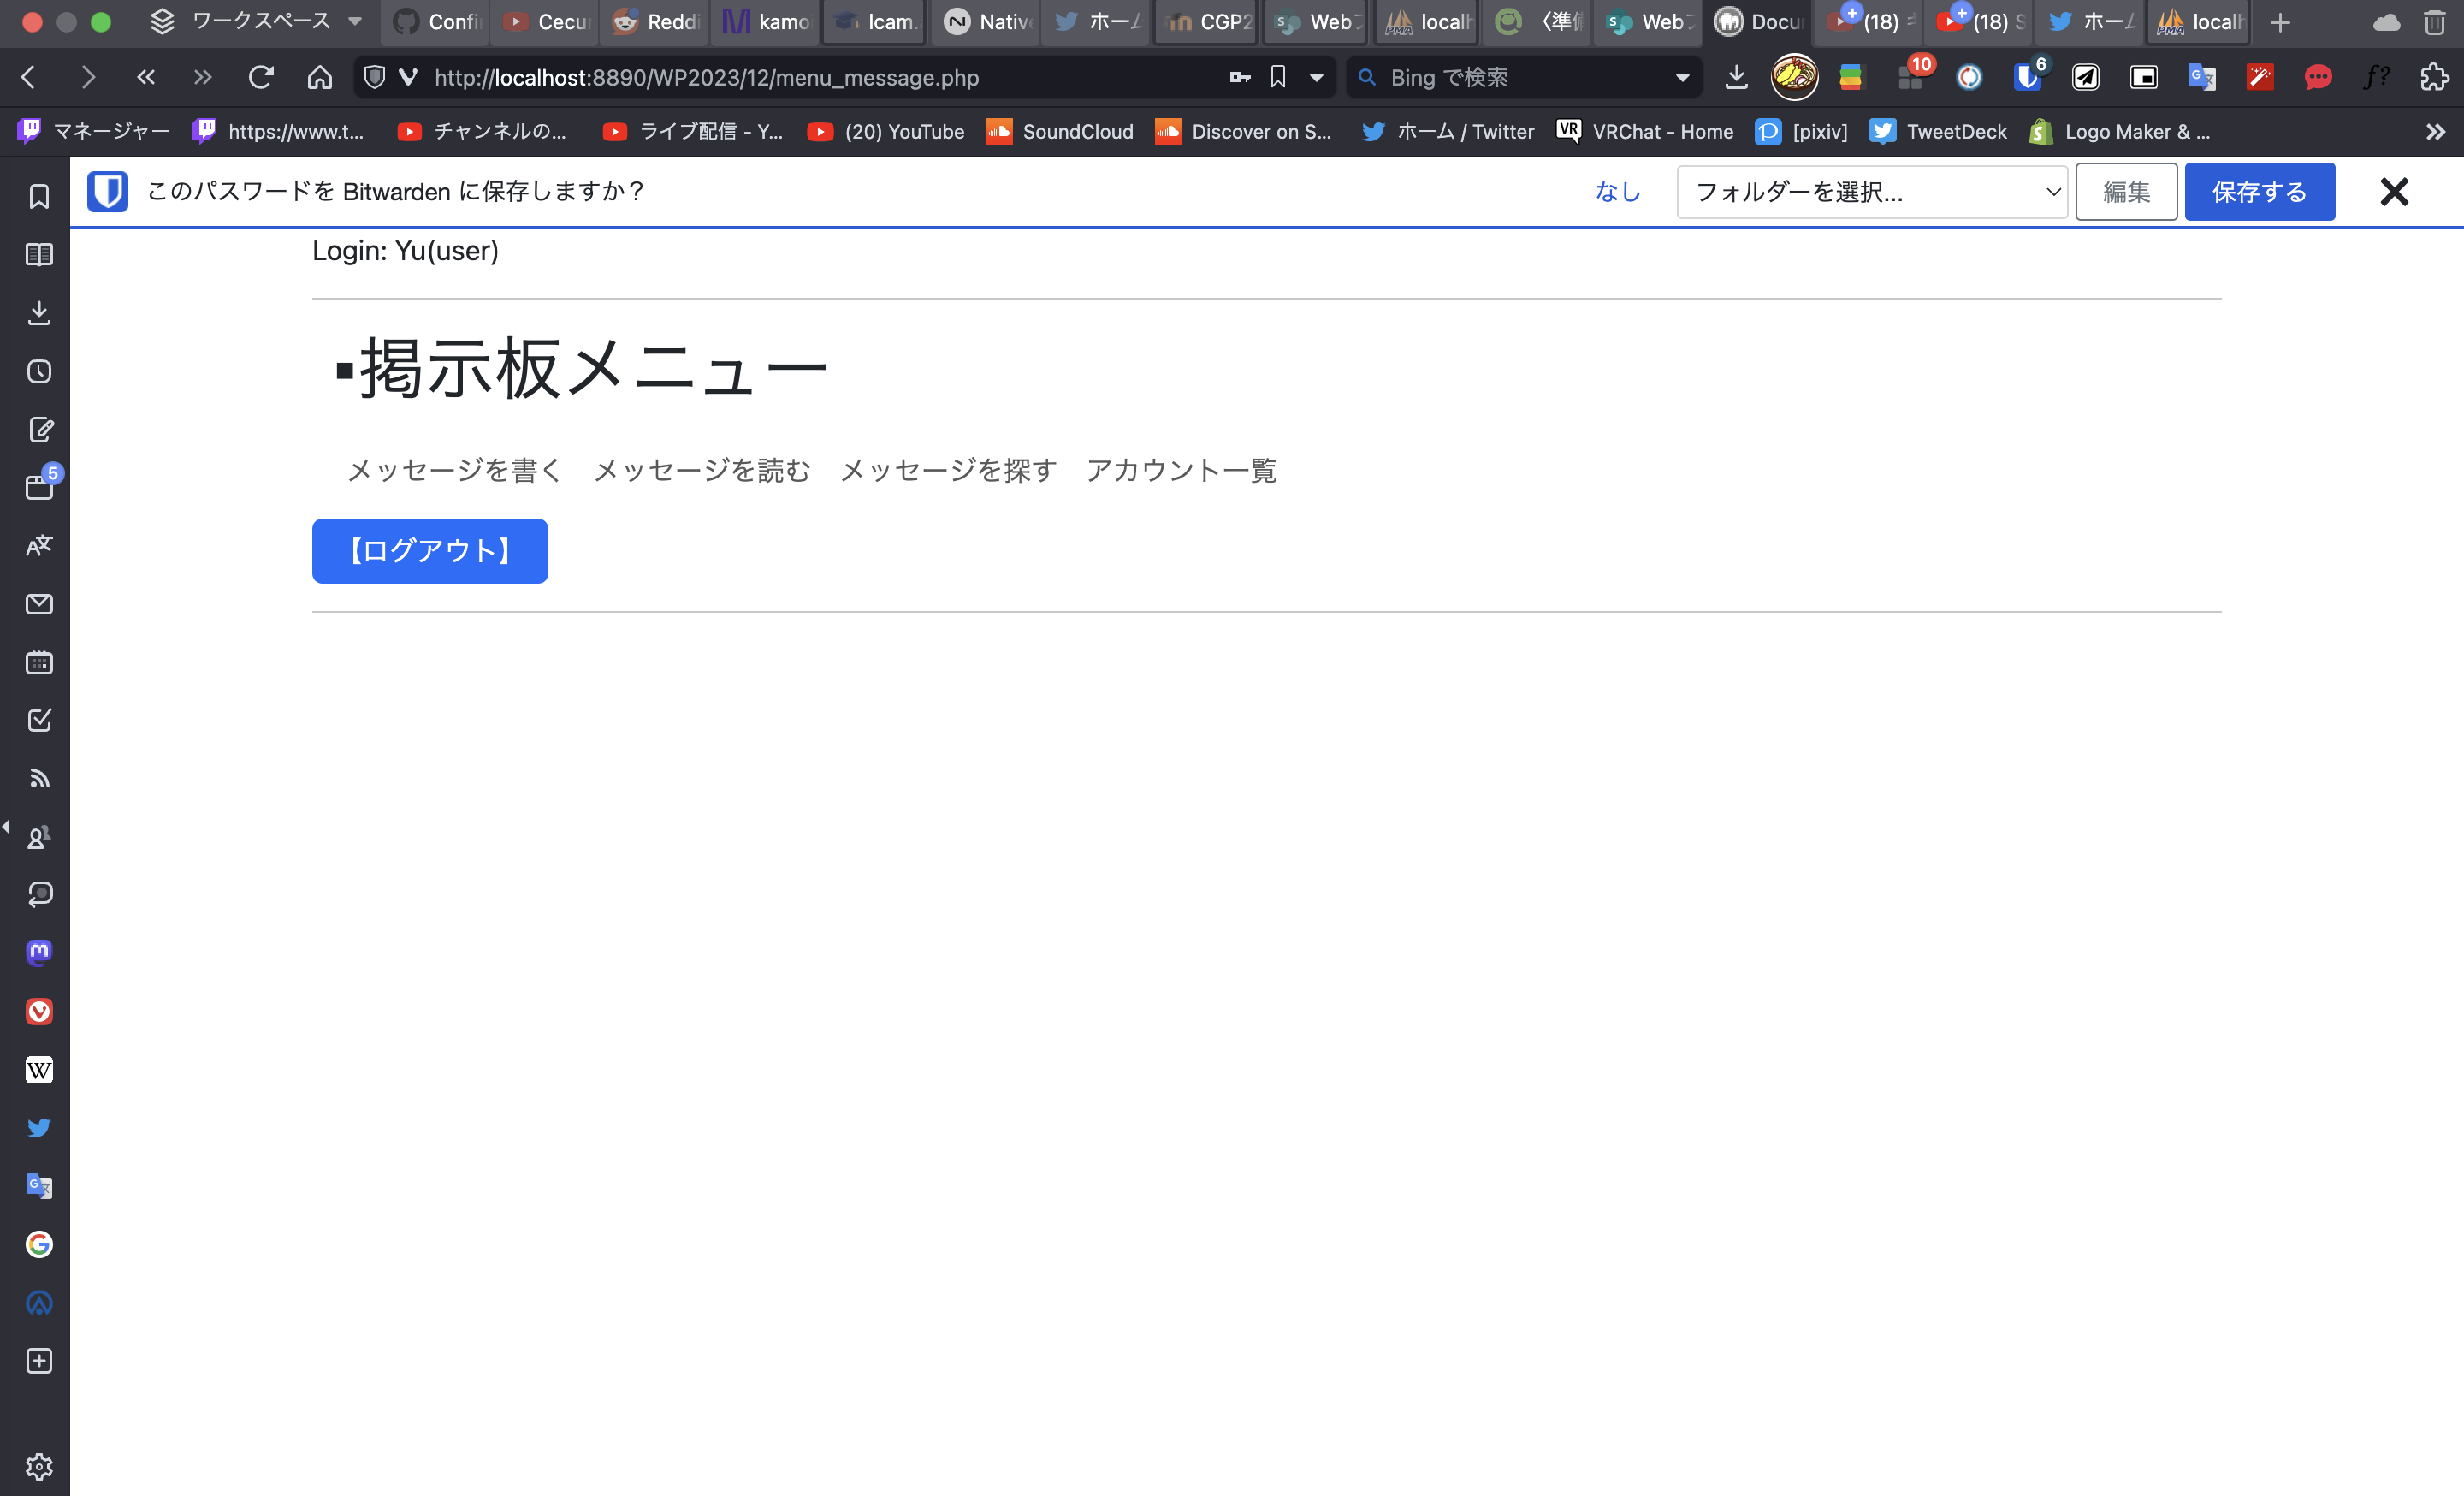 ワークスペース Confi Cecu Reddi kamo Icam. Nativ ホーム CGP2 Web localh 〈準備 Web Docu (18) (18) S ホーム localh
http://localhost:8890/WP2023/12/menu_message.php Bing で検索 10 6
マネージャー https://www.t... チャンネルの... ライブ配信 - Y... (20) YouTube SoundCloud Discover on S... ホーム / Twitter VRChat - Home [pixiv] TweetDeck Logo Maker & ...
このパスワードを Bitwarden に保存しますか？ なし フォルダーを選択... 編集 保存する
Login: Yu(user)
▪掲示板メニュー
5
メッセージを書く メッセージを読む メッセージを探す アカウント一覧
【ログアウト】